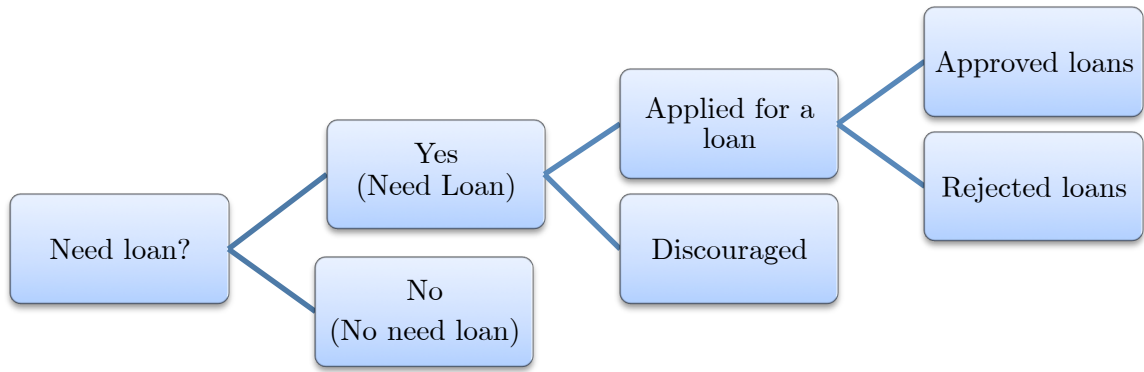 Need loan?
Yes
(Need Loan)
No
(No need loan)
Applied for a
loan
Discouraged
Approved loans
Rejected loans